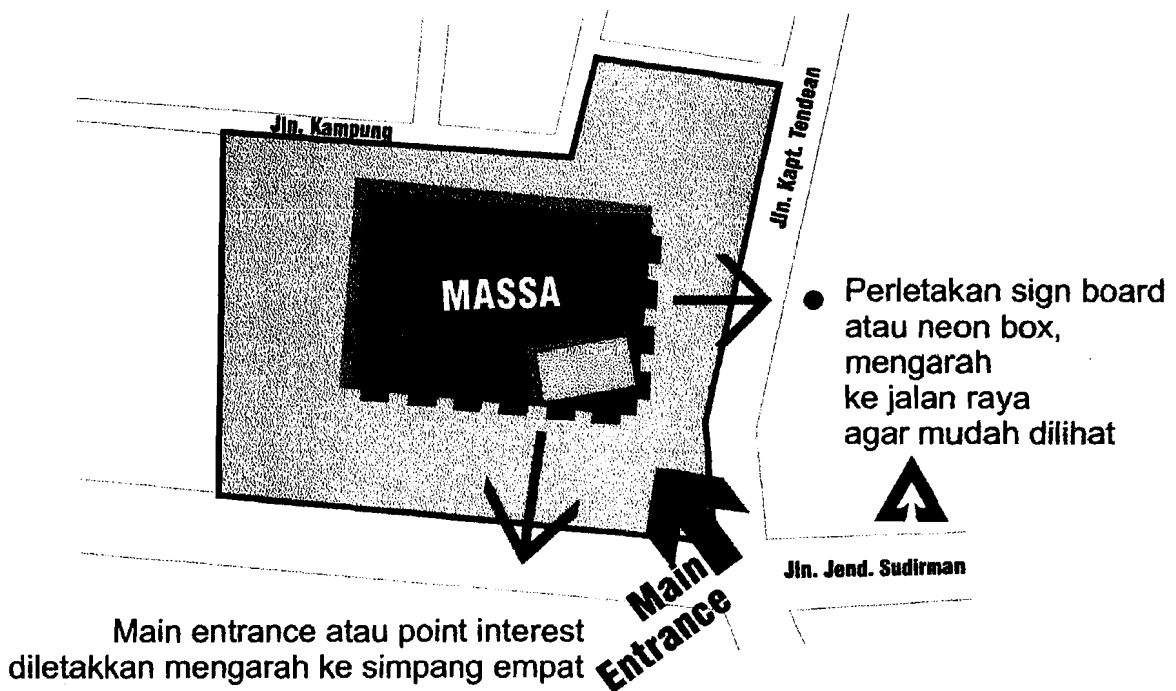 Jln. Kampung
Jln. Kapt. Tendean
MASSA
Perletakan sign board
atau neon box,
mengarah
ke jalan raya
agar mudah dilihat
Jln. Jend. Sudirman
Main
Entrance
Main entrance atau point interest
diletakkan mengarah ke simpang empat